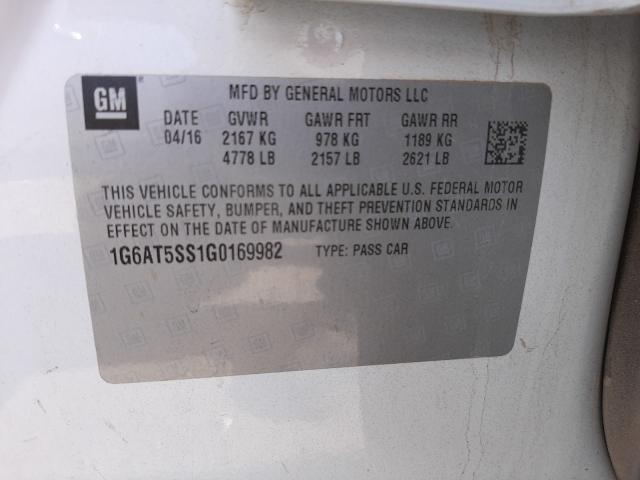 GM
MFD BY GENERAL MOTORS LLC
DATE GVWR GAWR FRT GAWR RR
04/16 2167 KG 978 KG 1189 KG
4778 LB 2157 LB 2621 LB
THIS VEHICLE CONFORMS TO ALL APPLICABLE U.S. FEDERAL MOTOR
VEHICLE SAFETY, BUMPER, AND THEFT PREVENTION STANDARDS IN
EFFECT ON THE DATE OF MANUFACTURE SHOWN ABOVE.
1G6AT5SS1G0169982 TYPE: PASS CAR